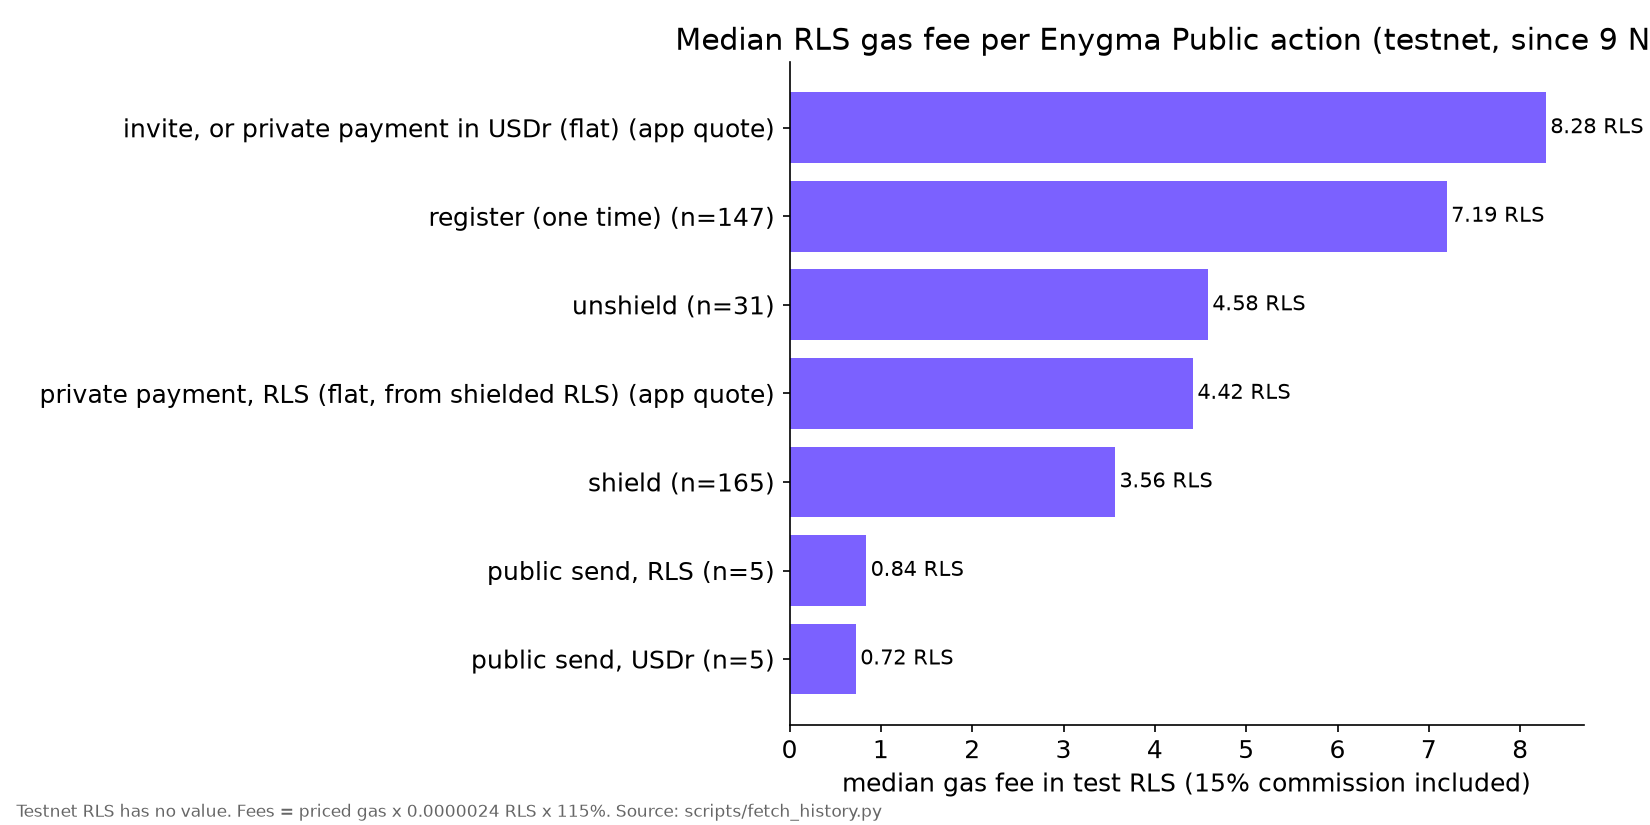 Median RLS gas fee per Enygma Public action (testnet, since 9 N
invite, or private payment in USDr (flat) (app quote)
8.28 RLS
register (one time) (n=147)
7.19 RLS
unshield (n=31)
4.58 RLS
private payment, RLS (flat, from shielded RLS) (app quote)
4.42 RLS
shield (n=165)
3.56 RLS
public send, RLS (n=5)
0.84 RLS
public send, USDr (n=5)
0.72 RLS
0 1 2 3 4 5 6 7 8
median gas fee in test RLS (15% commission included)
Testnet RLS has no value. Fees = priced gas x 0.0000024 RLS x 115%. Source: scripts/fetch_history.py